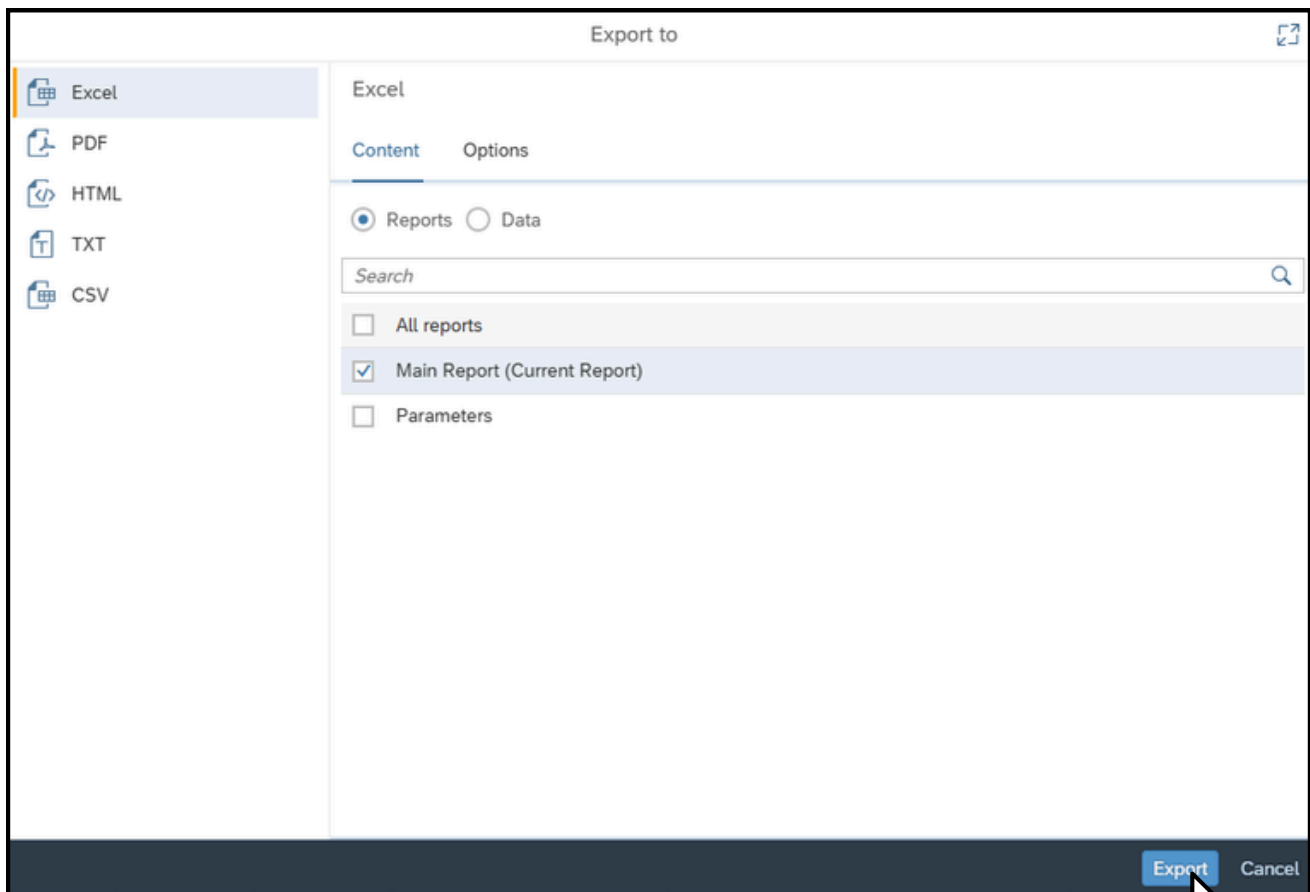 Export to
Excel
PDF
HTML
TXT
CSV
Excel
Content Options
Reports Data
Search
All reports
Main Report (Current Report)
Parameters
Export Cancel